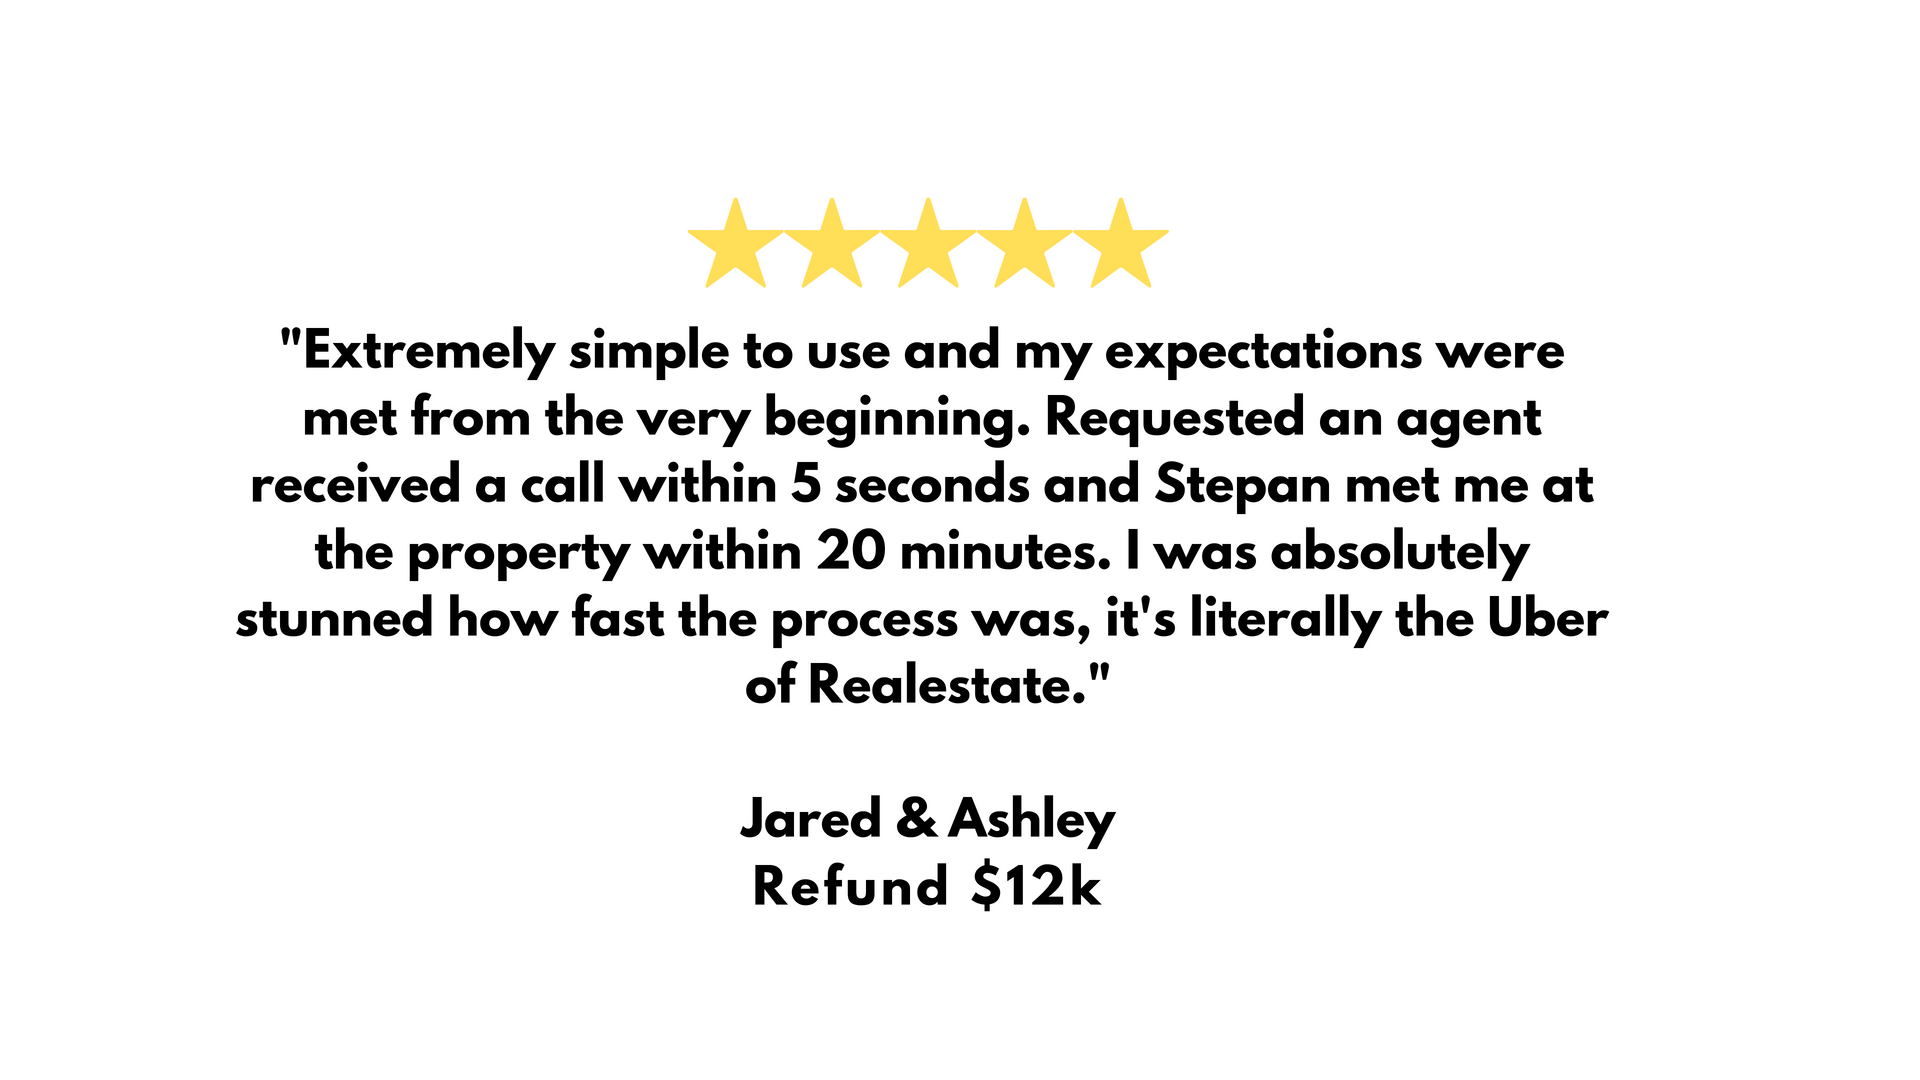 "Extremely simple to use and my expectations were
met from the very beginning. Requested an agent
received a call within 5 seconds and Stepan met me at
the property within 20 minutes. I was absolutely
stunned how fast the process was, it's literally the Uber
of Realestate."
Jared & Ashley
Refund $12k